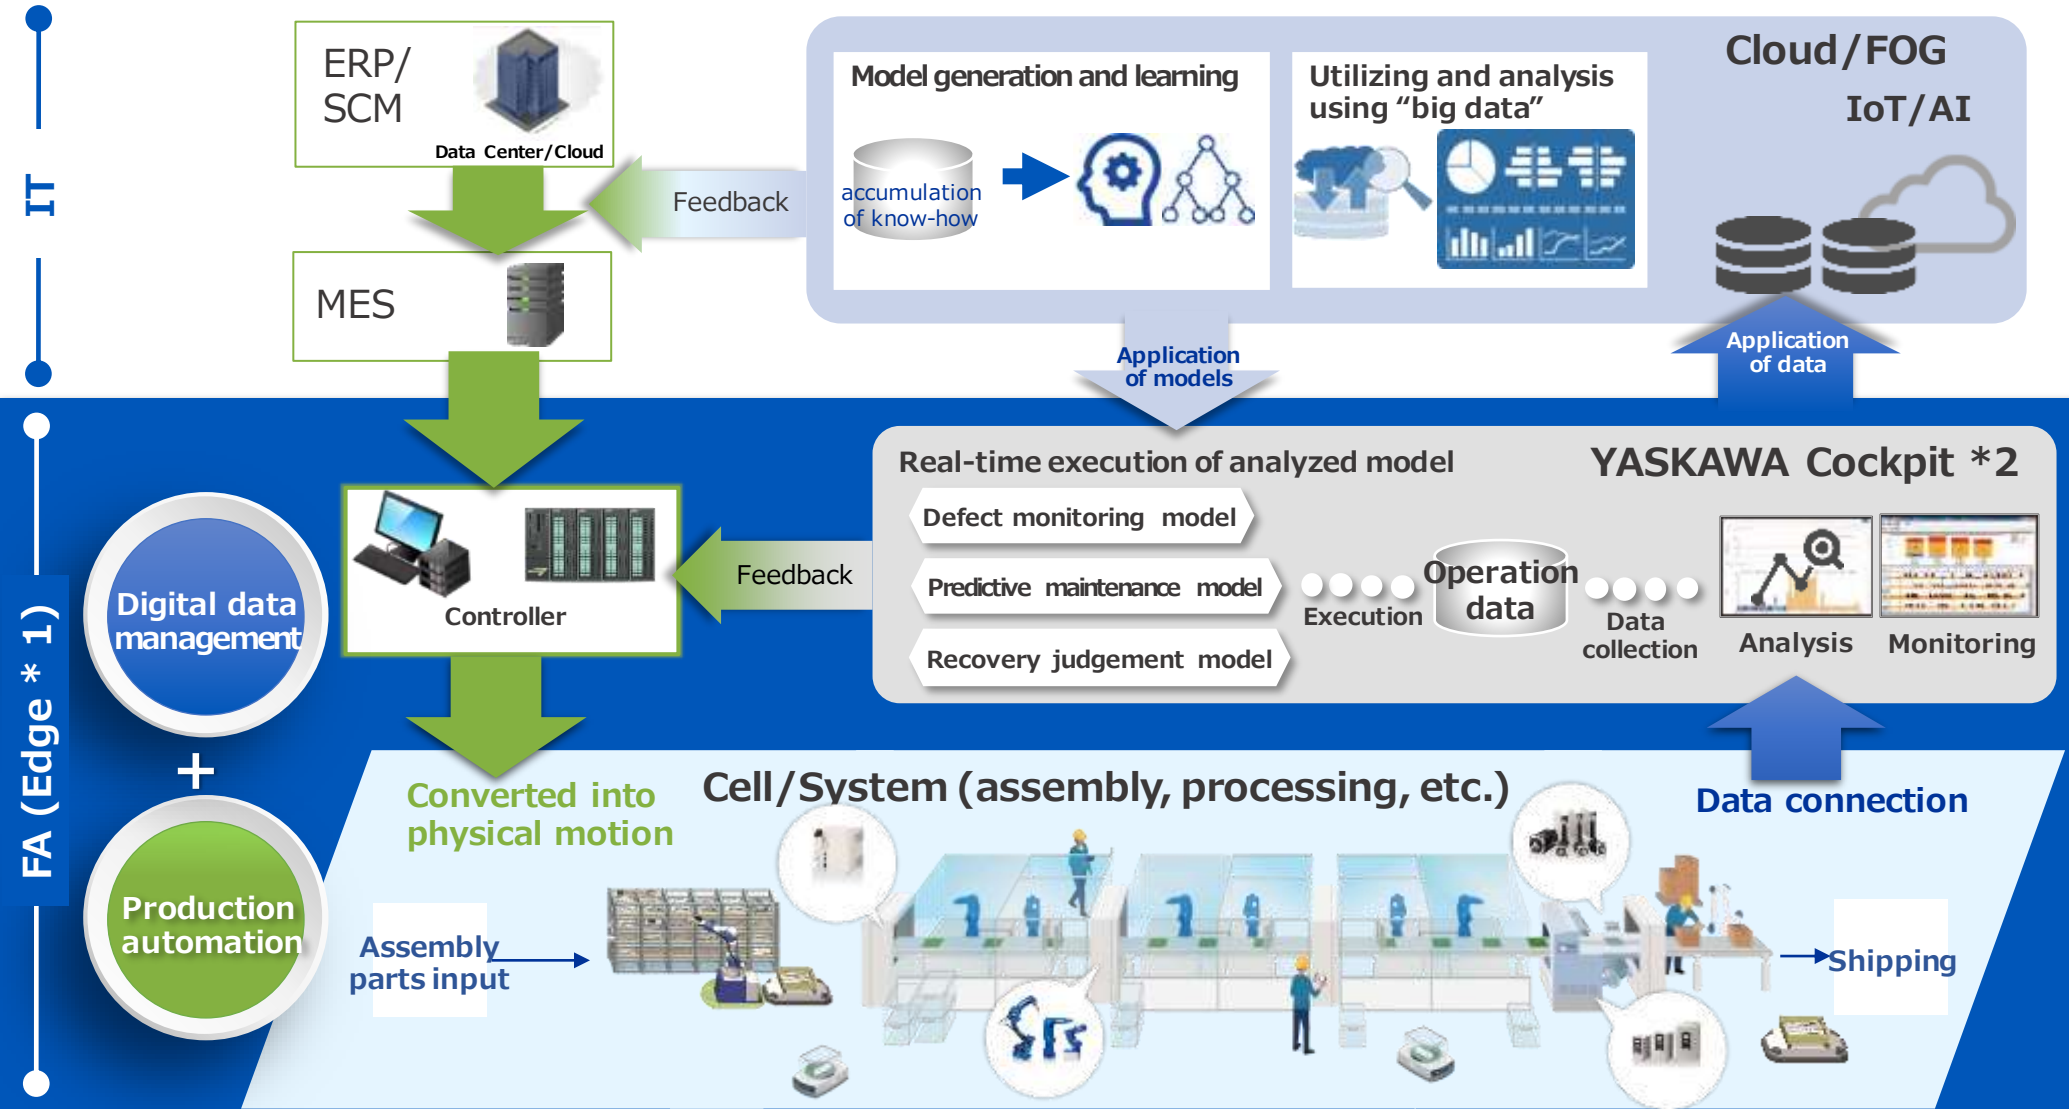 IT
ERP/
SCM
Data Center/Cloud
MES
Feedback
Model generation and learning
accumulation
of know-how
Utilizing and analysis
using “big data”
Cloud/FOG
IoT/AI
Application
of models
Application
of data
FA (Edge * 1)
Digital data
management
+
Production
automation
Controller
Feedback
Real-time execution of analyzed model
YASKAWA Cockpit *2
Defect monitoring model
Predictive maintenance model
Recovery judgement model
Execution
Operation
data
Data
collection
Analysis
Monitoring
Converted into
physical motion
Cell/System (assembly, processing, etc.)
Data connection
Assembly
parts input
Shipping